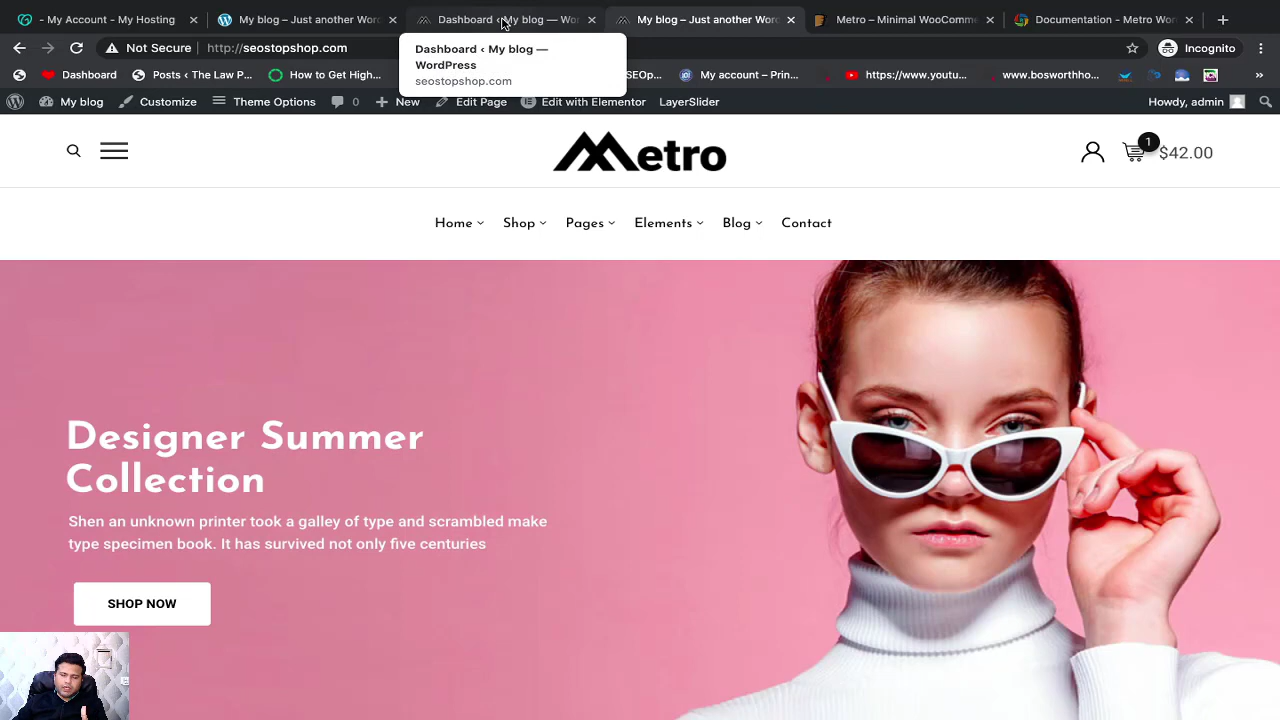 - My Account - My Hosting
My blog – Just another Wor
Dashboard ‹ My blog — Wor
My blog – Just another Wor
Metro – Minimal WooComme
Documentation - Metro Wor
Not Secure
http://seostopshop.com
Incognito
Dashboard ‹ My blog —
WordPress
seostopshop.com
Dashboard
Posts ‹ The Law P...
How to Get High...
SEOp...
My account – Prin...
https://www.youtu...
www.bosworthho...
My blog
Customize
Theme Options
0
New
Edit Page
Edit with Elementor
LayerSlider
Howdy, admin
Metro
1
$42.00
Home
Shop
Pages
Elements
Blog
Contact
Designer Summer
Collection
Shen an unknown printer took a galley of type and scrambled make
type specimen book. It has survived not only five centuries
SHOP NOW